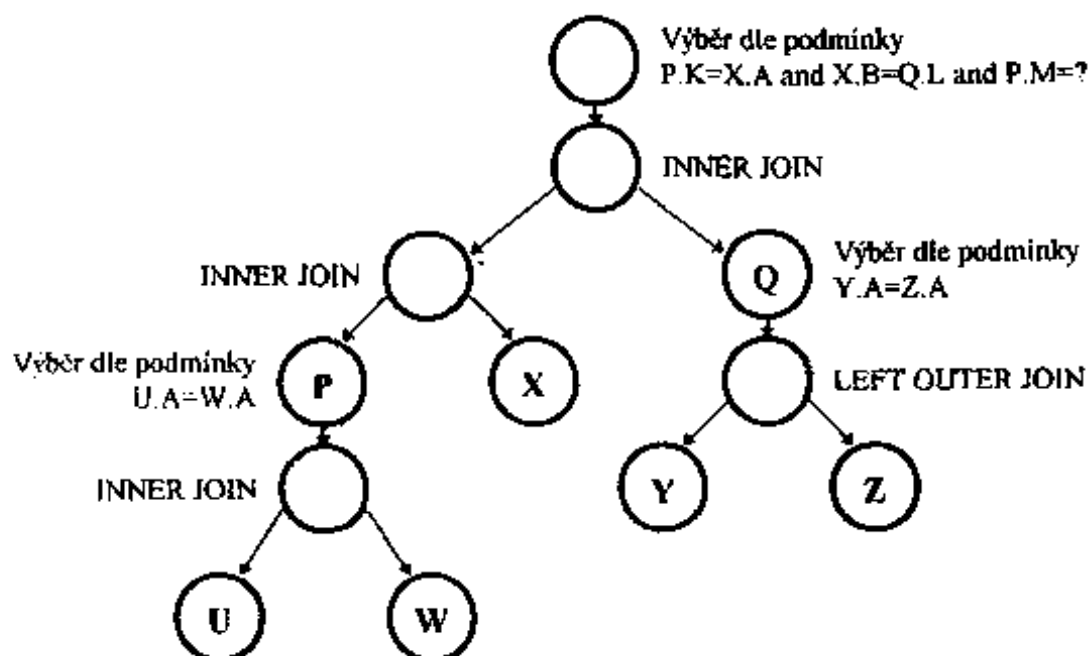 Výběr dle podmínky
P.K=X.A and X.B=Q.L and P.M=?
INNER JOIN
INNER JOIN
Q
Výběr dle podmínky
Y.A=Z.A
Výběr dle podmínky
U.A=W.A
P
X
LEFT OUTER JOIN
INNER JOIN
Y
Z
U
W